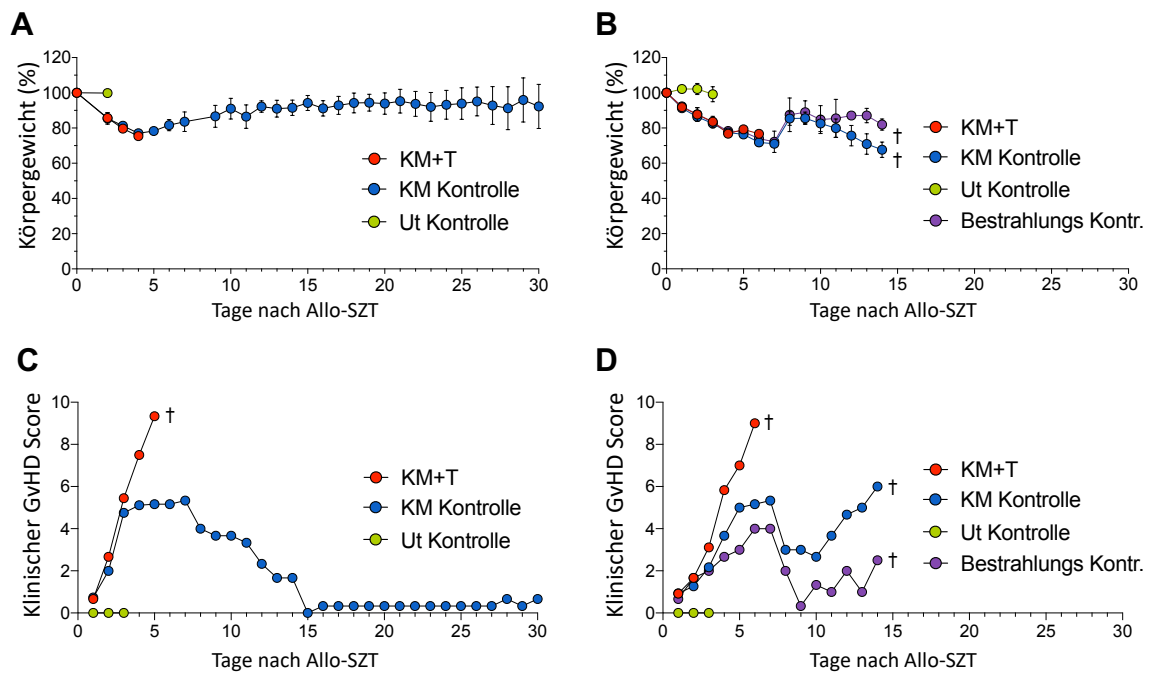 A
Körpergewicht (%)
120
100
80
60
40
20
0
0 5 10 15 20 25 30
Tage nach Allo-SZT
KM+T
KM Kontrolle
Ut Kontrolle
B
Körpergewicht (%)
120
100
80
60
40
20
0
0 5 10 15 20 25 30
Tage nach Allo-SZT
†
†
KM+T
KM Kontrolle
Ut Kontrolle
Bestrahlungs Kontr.
C
Klinischer GvHD Score
10
8
6
4
2
0
0 5 10 15 20 25 30
Tage nach Allo-SZT
†
KM+T
KM Kontrolle
Ut Kontrolle
D
Klinischer GvHD Score
10
8
6
4
2
0
0 5 10 15 20 25 30
Tage nach Allo-SZT
†
†
†
KM+T
KM Kontrolle
Ut Kontrolle
Bestrahlungs Kontr.